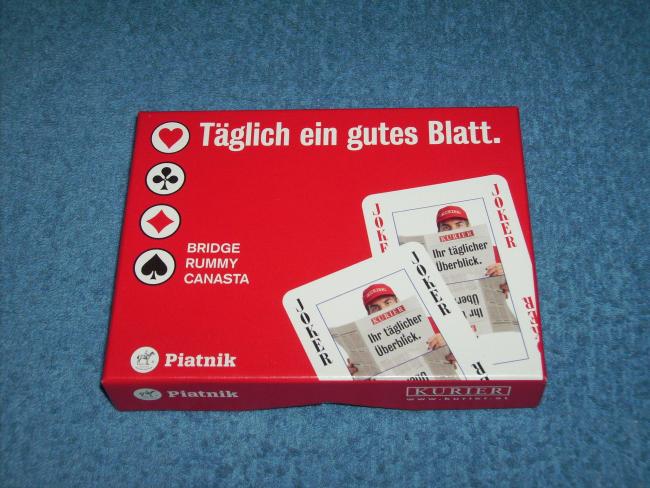 Täglich ein gutes Blatt.
BRIDGE
RUMMY
CANASTA
JOKER
JOKER
KURIER
Ihr täglicher
Überblick.
JOKER
JOKER
KURIER
Ihr täglicher
Überblick.
Piatnik
Piatnik
KURIER
www.kurier.at